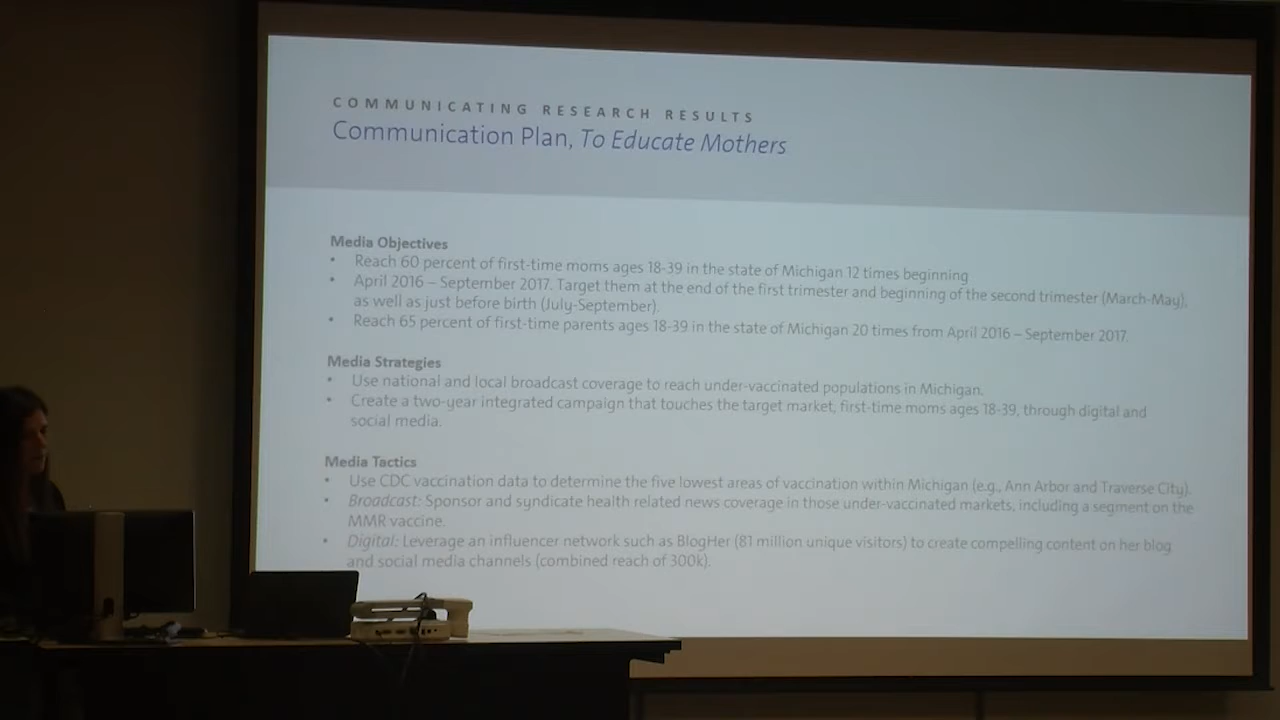 COMMUNICATING RESEARCH RESULTS
Communication Plan, To Educate Mothers
Media Objectives
• Reach 60 percent of first-time moms ages 18-39 in the state of Michigan 12 times beginning
• April 2016 – September 2017. Target them at the end of the first trimester and beginning of the second trimester (March-May),
as well as just before birth (July-September).
• Reach 65 percent of first-time parents ages 18-39 in the state of Michigan 20 times from April 2016 – September 2017.
Media Strategies
• Use national and local broadcast coverage to reach under-vaccinated populations in Michigan.
• Create a two-year integrated campaign that touches the target market, first-time moms ages 18-39, through digital and
social media.
Media Tactics
• Use CDC vaccination data to determine the five lowest areas of vaccination within Michigan (e.g., Ann Arbor and Traverse City).
• Broadcast: Sponsor and syndicate health related news coverage in those under-vaccinated markets, including a segment on the
MMR vaccine.
• Digital: Leverage an influencer network such as BlogHer (81 million unique visitors) to create compelling content on her blog
and social media channels (combined reach of 300k).